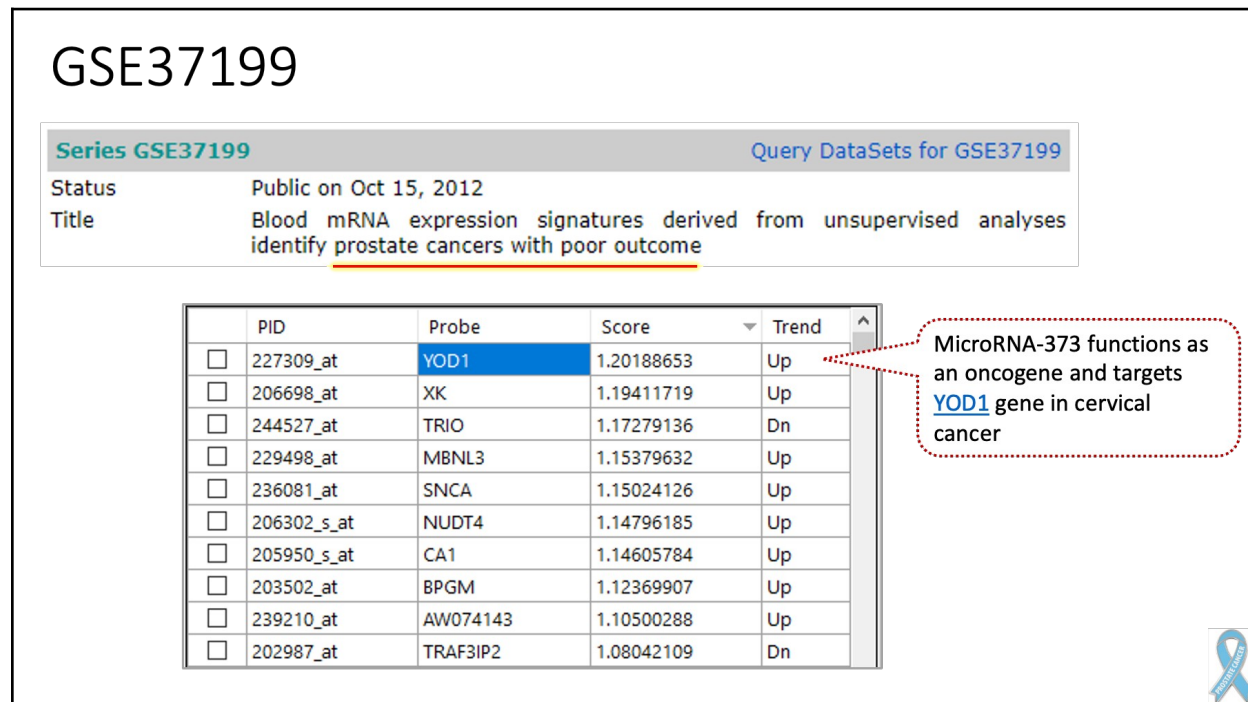 GSE37199
Series GSE37199 Query DataSets for GSE37199
Status Public on Oct 15, 2012
Title Blood mRNA expression signatures derived from unsupervised analyses
identify prostate cancers with poor outcome
PID Probe Score Trend
227309_at YOD1 1.20188653 Up
206698_at XK 1.19411719 Up
244527_at TRIO 1.17279136 Dn
229498_at MBNL3 1.15379632 Up
236081_at SNCA 1.15024126 Up
206302_s_at NUDT4 1.14796185 Up
205950_s_at CA1 1.14605784 Up
203502_at BPGM 1.12369907 Up
239210_at AW074143 1.10500288 Up
202987_at TRAF3IP2 1.08042109 Dn
MicroRNA-373 functions as
an oncogene and targets
YOD1 gene in cervical
cancer
PROSTATE CANCER